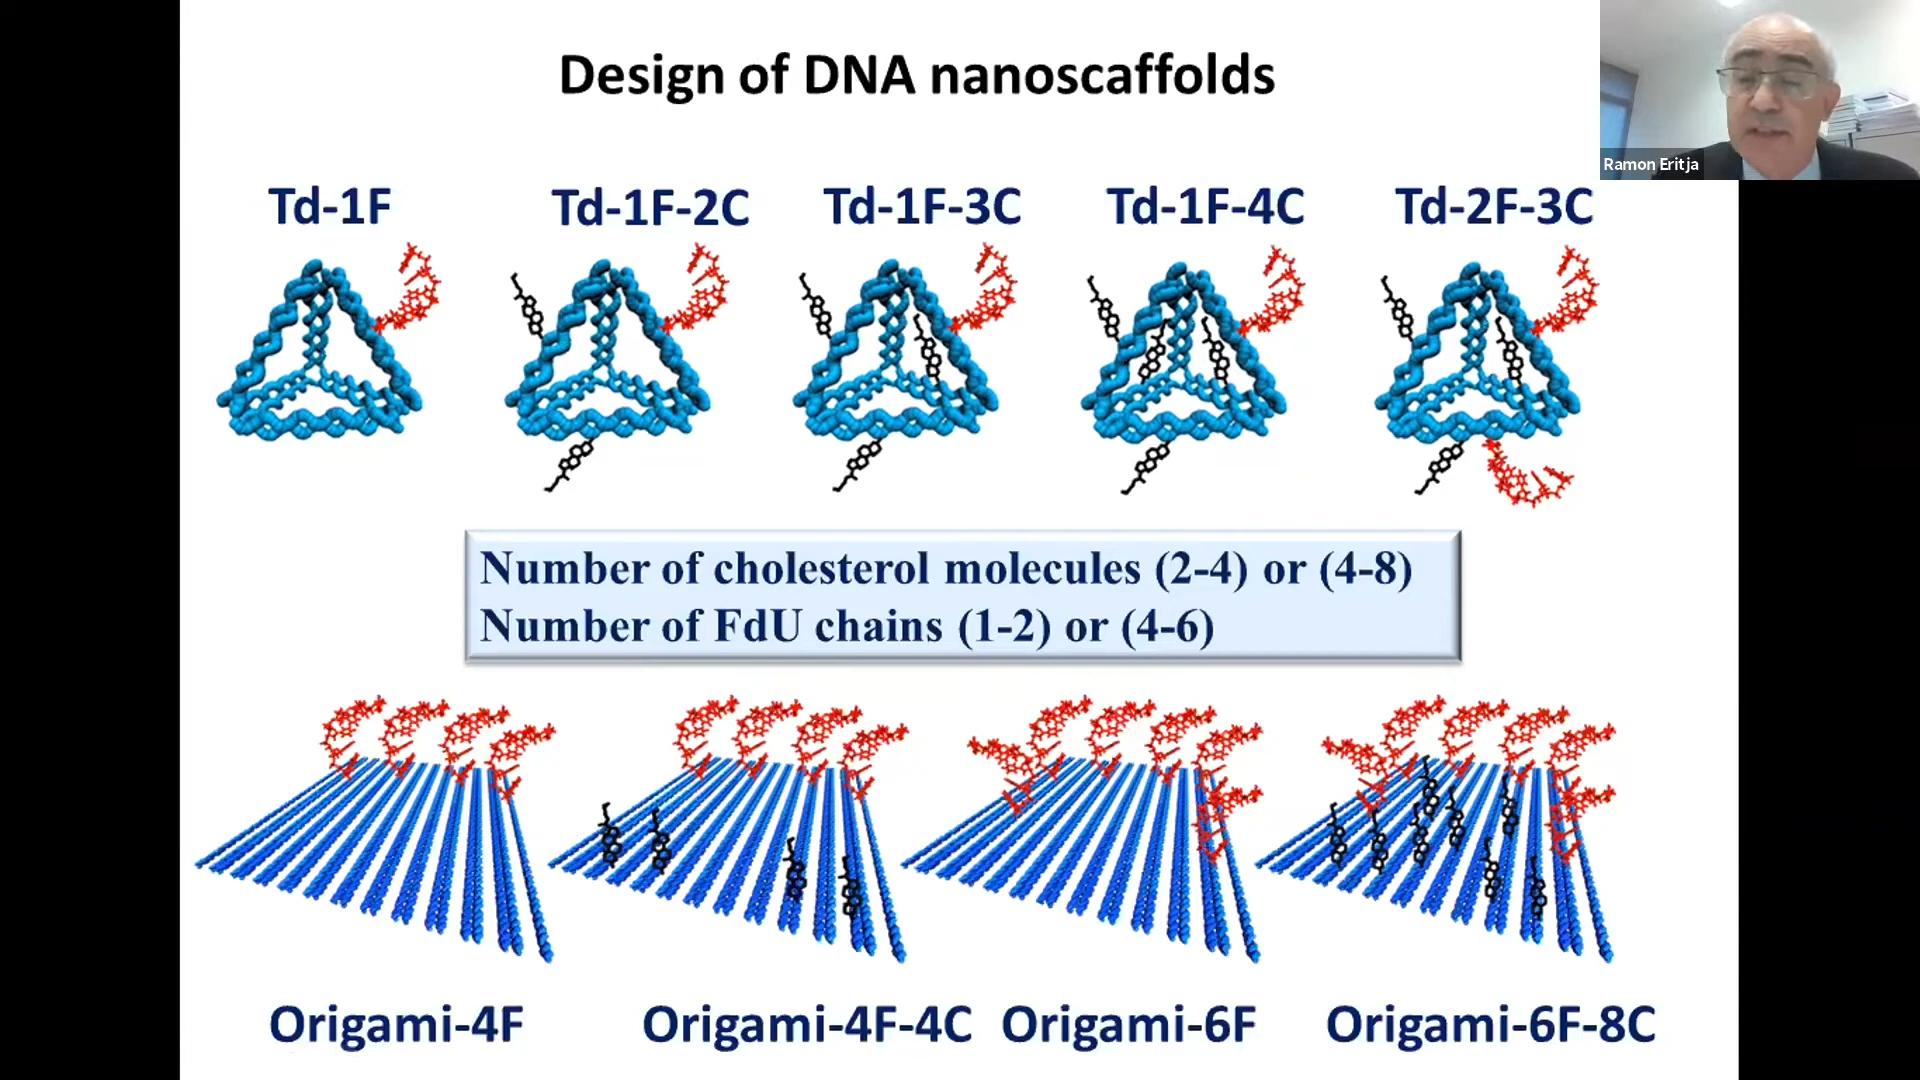 Design of DNA nanoscaffolds
Ramon Eritja
Td-1F
Td-1F-2C
Td-1F-3C
Td-1F-4C
Td-2F-3C
Number of cholesterol molecules (2-4) or (4-8)
Number of FdU chains (1-2) or (4-6)
Origami-4F
Origami-4F-4C
Origami-6F
Origami-6F-8C